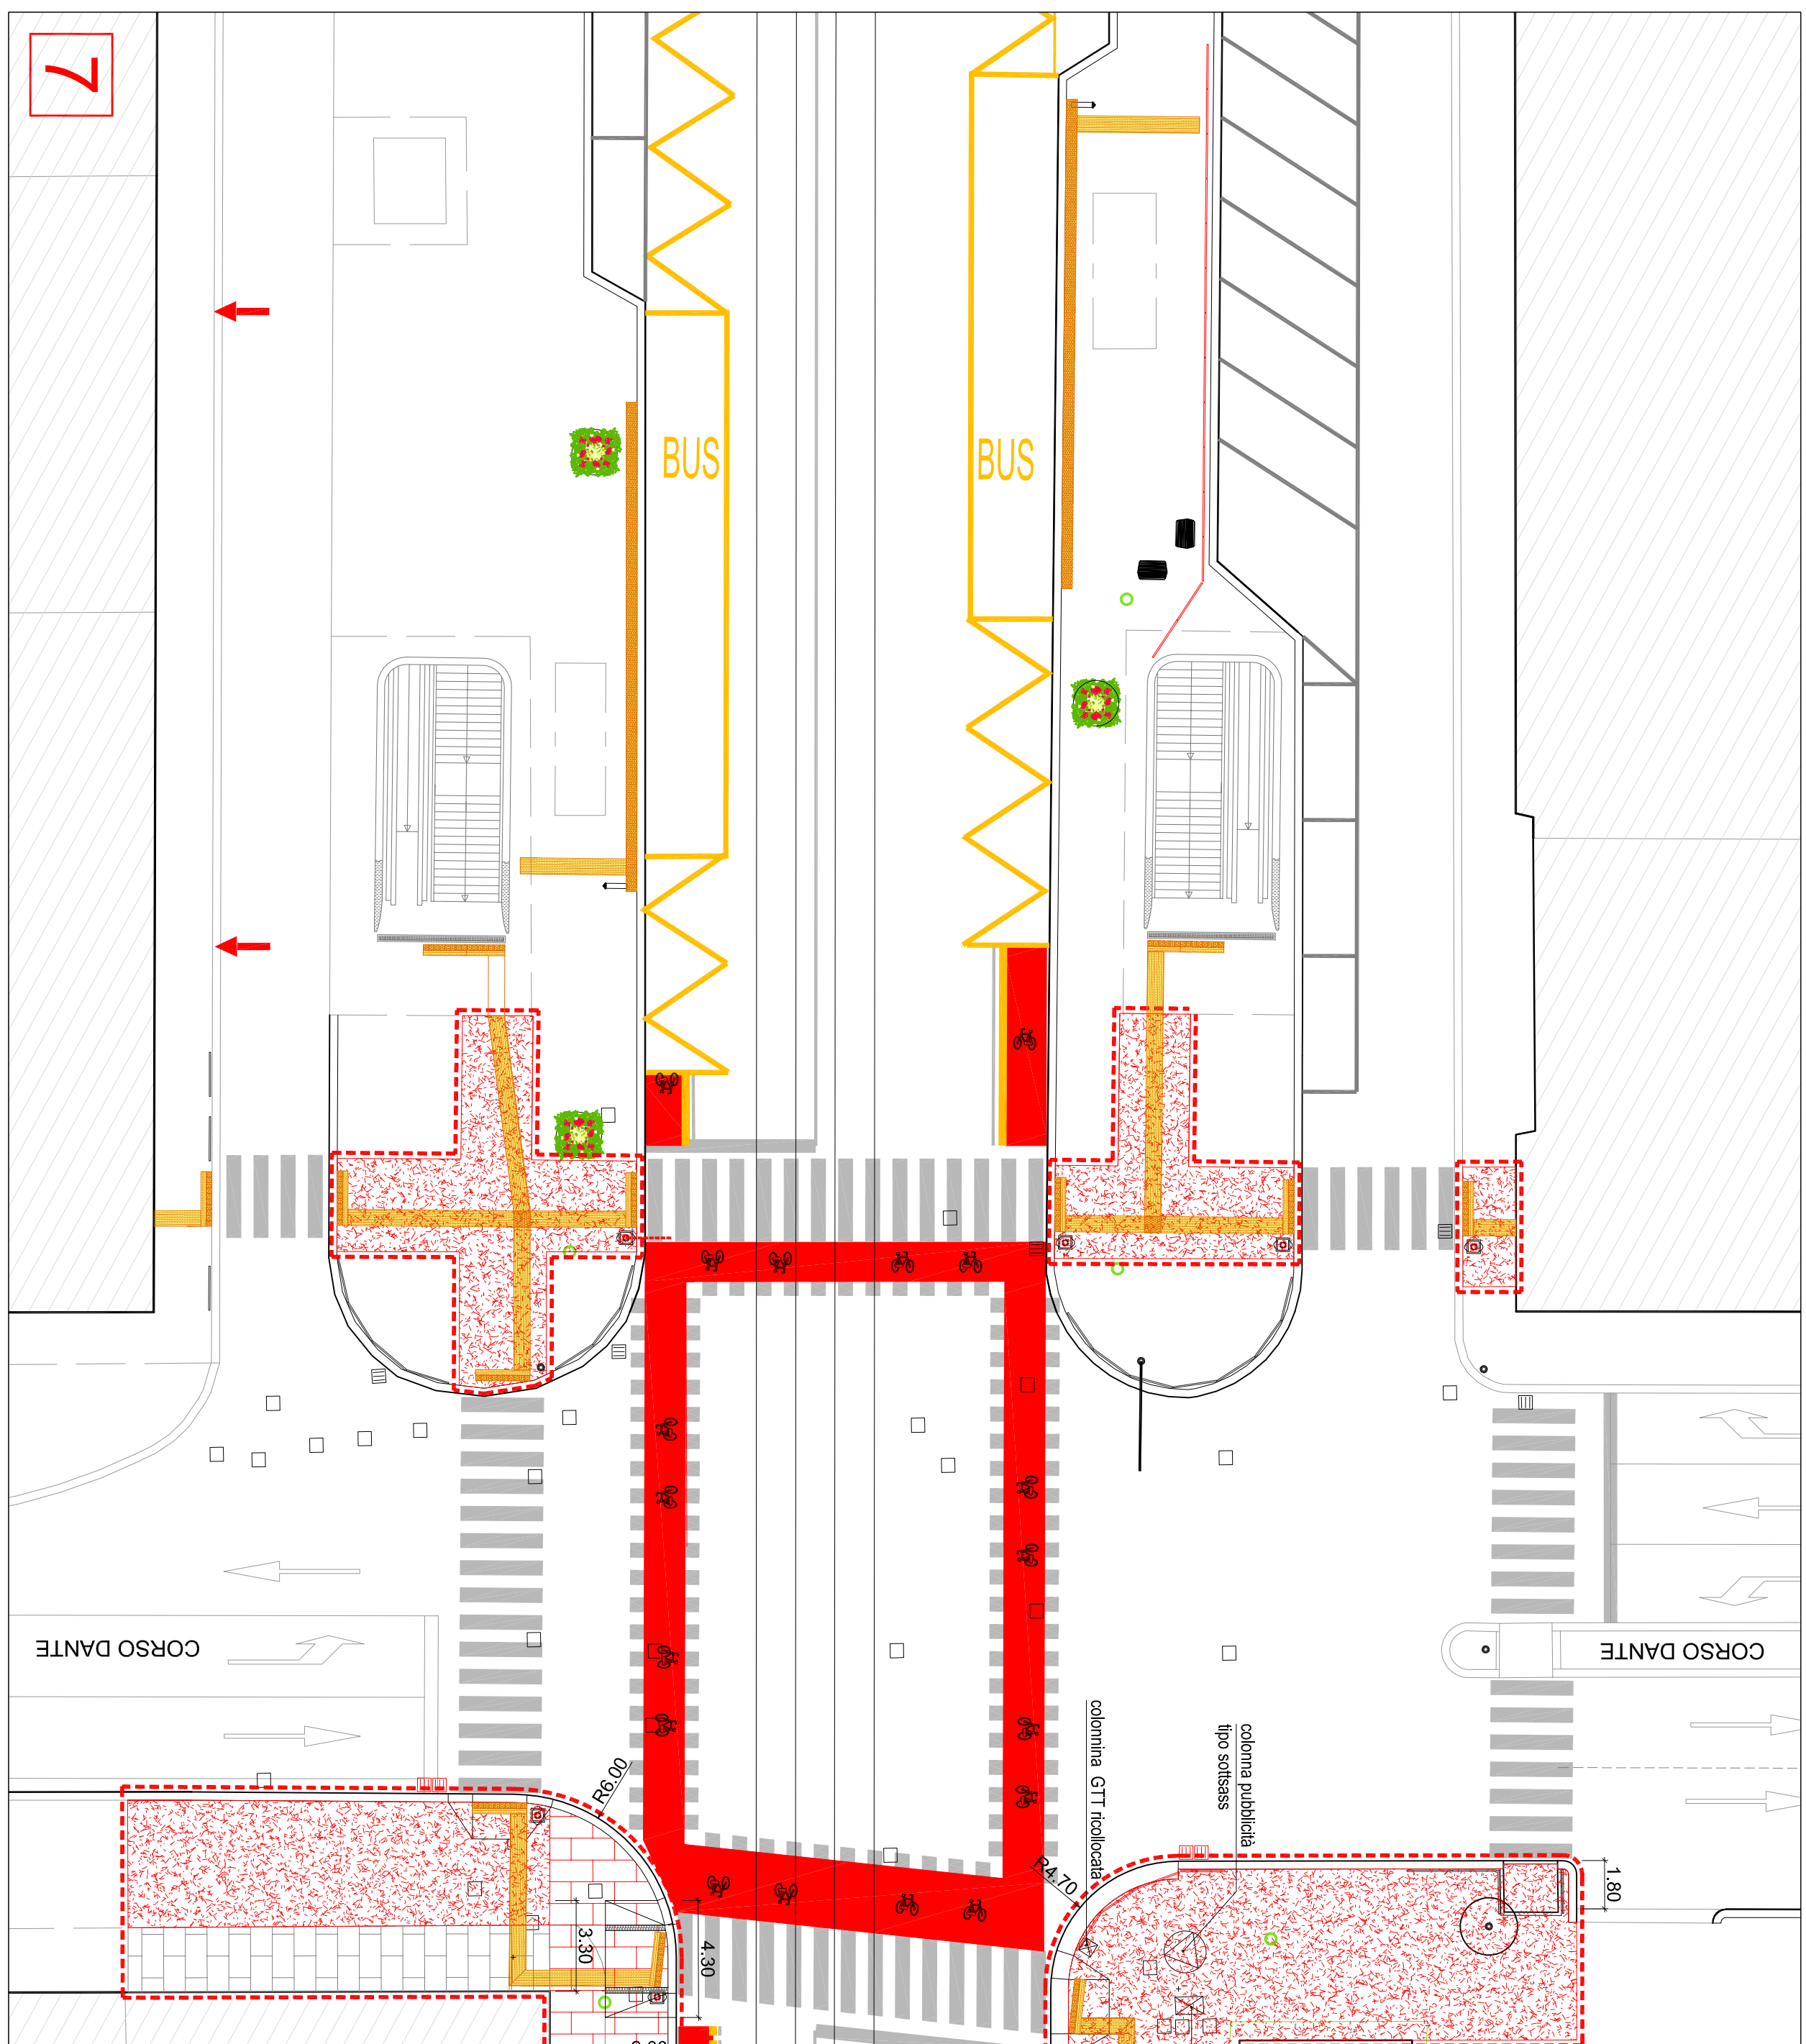 7
BUS
BUS
CORSO DANTE
CORSO DANTE
colonna pubblicità
tipo sottsass
colonnina GTT ricollocata
R6.00
R4.70
1.80
3.30
4.30